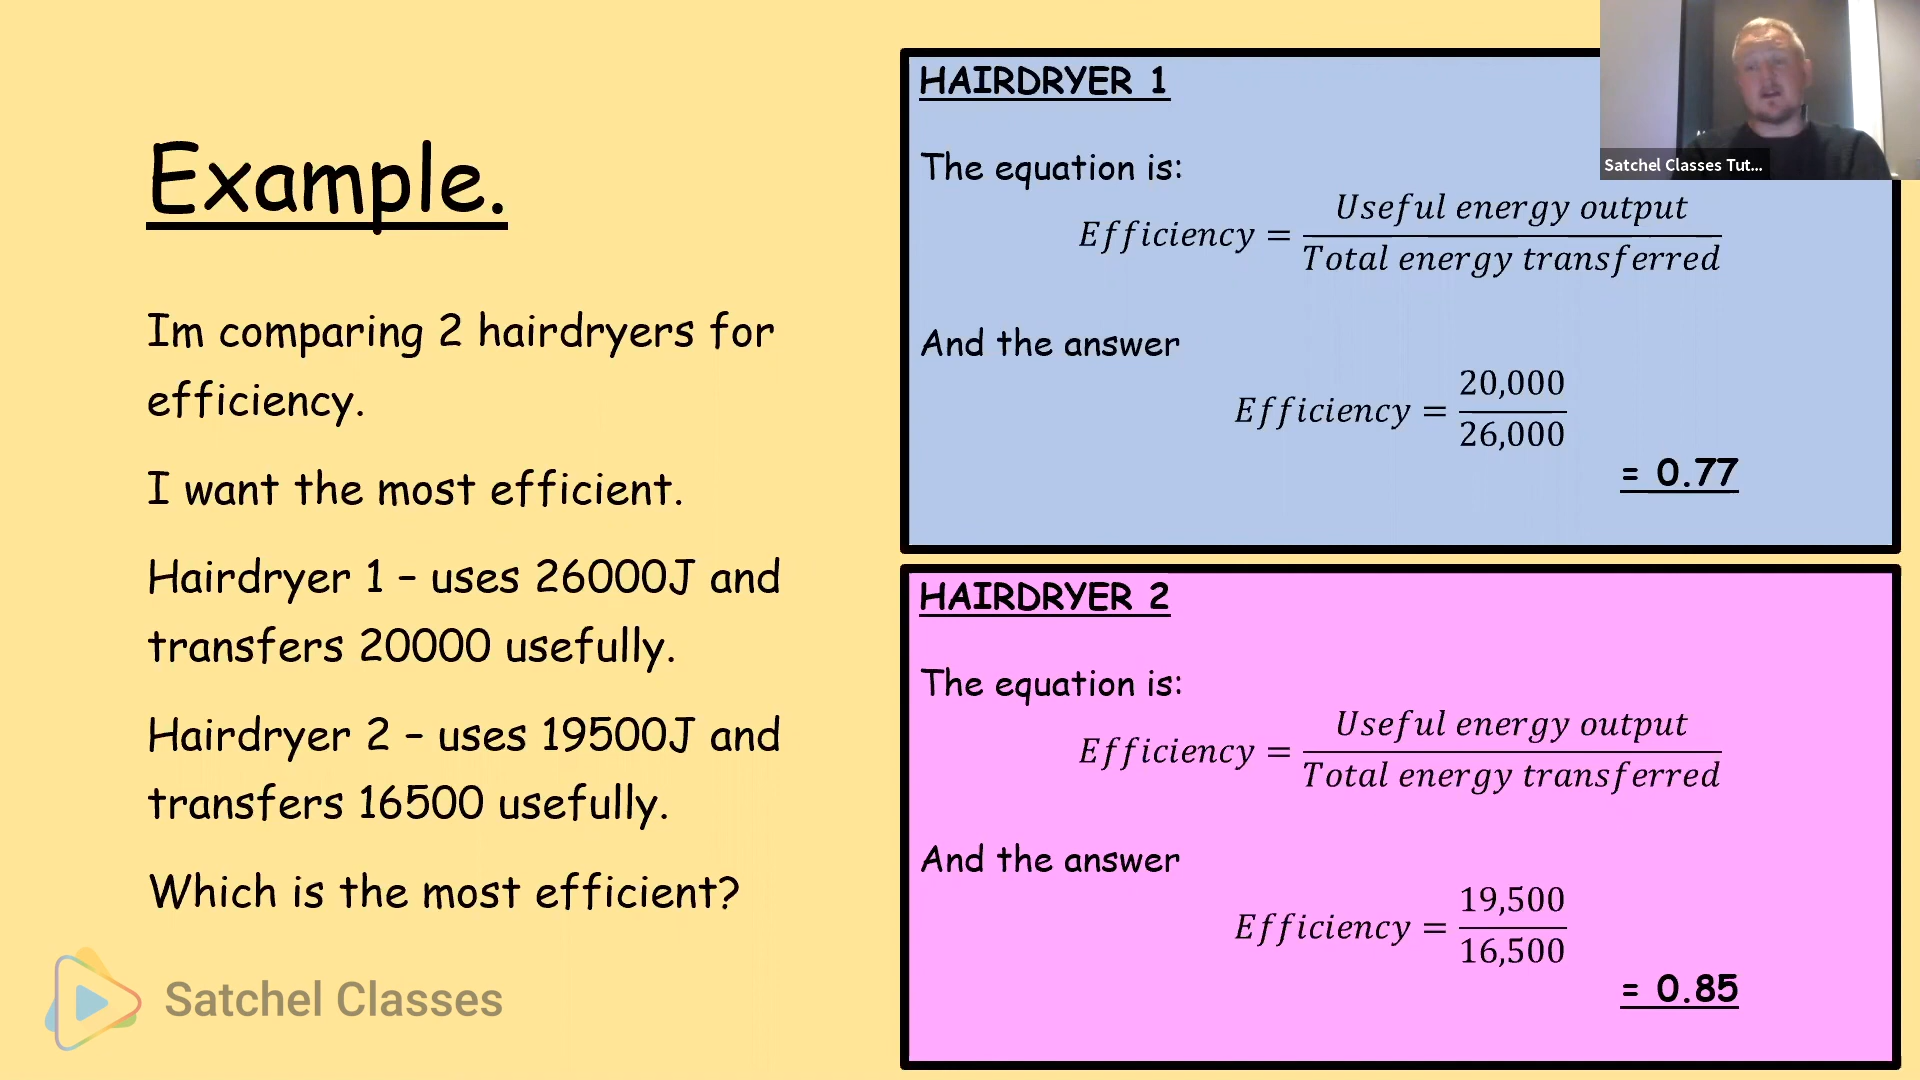 Example.
Im comparing 2 hairdryers for
efficiency.
I want the most efficient.
Hairdryer 1 – uses 26000J and
transfers 20000 usefully.
Hairdryer 2 – uses 19500J and
transfers 16500 usefully.
Which is the most efficient?
Satchel Classes
HAIRDRYER 1
The equation is:
Efficiency = Useful energy output / Total energy transferred
And the answer
Efficiency = 20,000 / 26,000
= 0.77
HAIRDRYER 2
The equation is:
Efficiency = Useful energy output / Total energy transferred
And the answer
Efficiency = 19,500 / 16,500
= 0.85
Satchel Classes Tut...